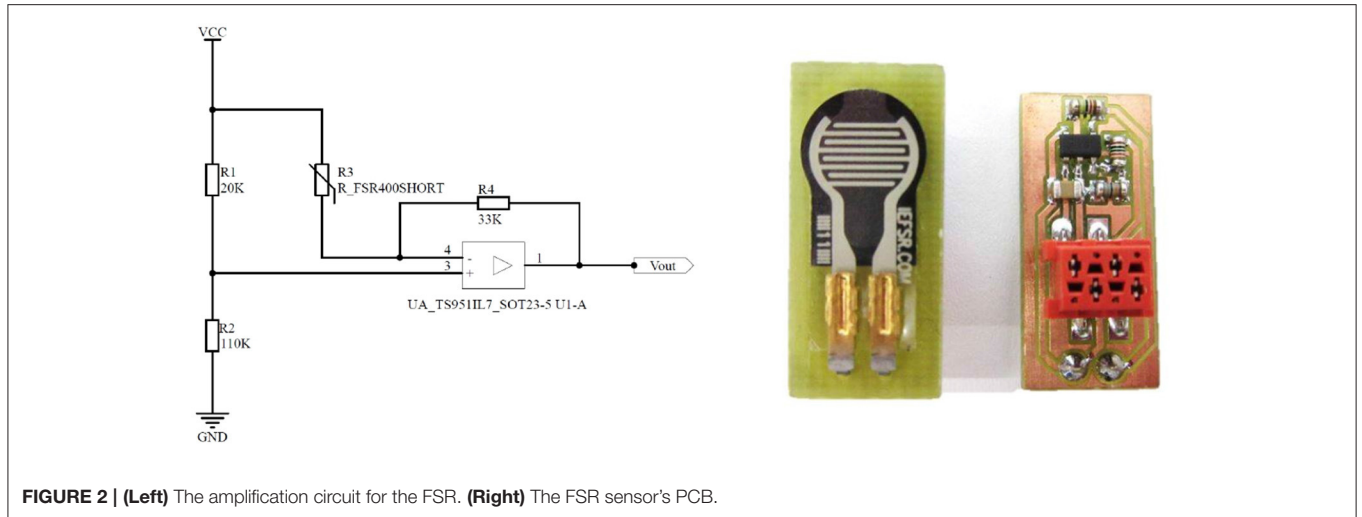 VCC
R1
20K
R3
R_FSR400SHORT
R4
33K
4
-
3
+
1
Vout
UA_TS951IL7_SOT23-5 U1-A
R2
110K
GND
IEFSR.COM
FIGURE 2 | (Left) The amplification circuit for the FSR. (Right) The FSR sensor's PCB.